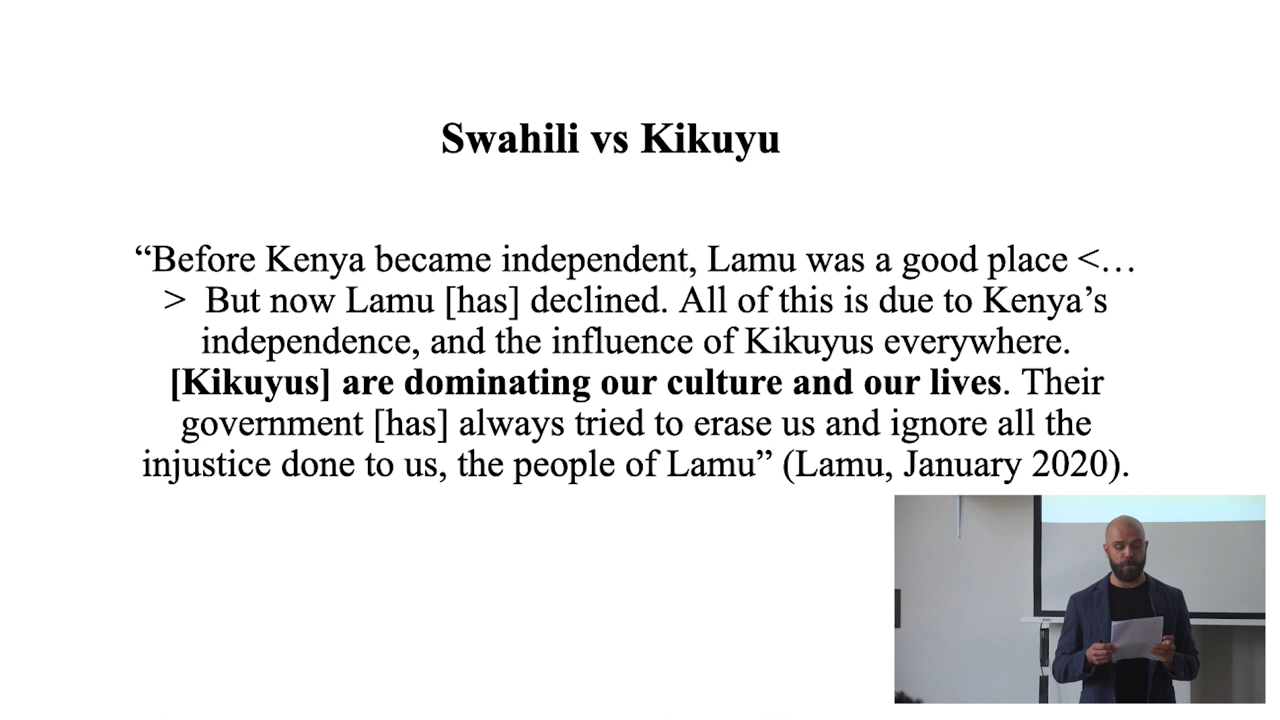 Swahili vs Kikuyu
“Before Kenya became independent, Lamu was a good place <…
> But now Lamu [has] declined. All of this is due to Kenya’s
independence, and the influence of Kikuyus everywhere.
[Kikuyus] are dominating our culture and our lives. Their
government [has] always tried to erase us and ignore all the
injustice done to us, the people of Lamu” (Lamu, January 2020).